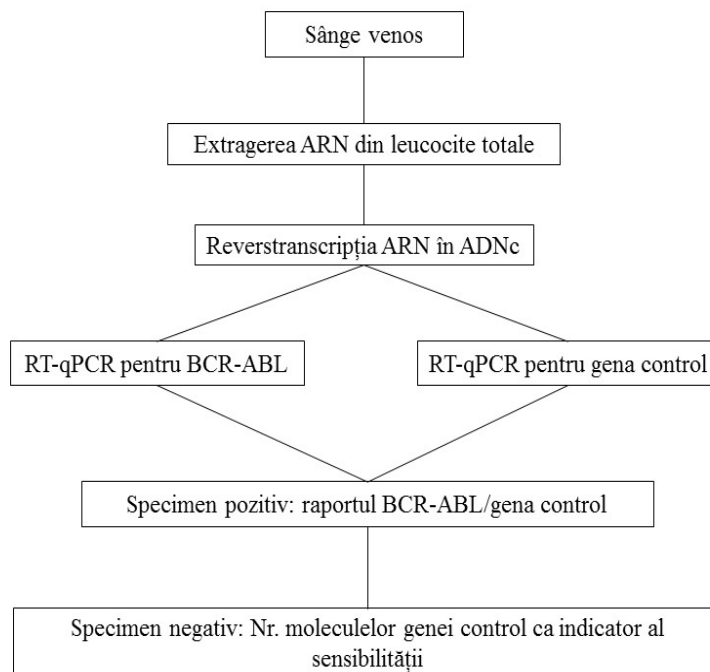 Sânge venos
Extragerea ARN din leucocite totale
Reverstranscripția ARN în ADNc
RT-qPCR pentru BCR-ABL
RT-qPCR pentru gena control
Specimen pozitiv: raportul BCR-ABL/gena control
Specimen negativ: Nr. moleculelor genei control ca indicator al
sensibilității